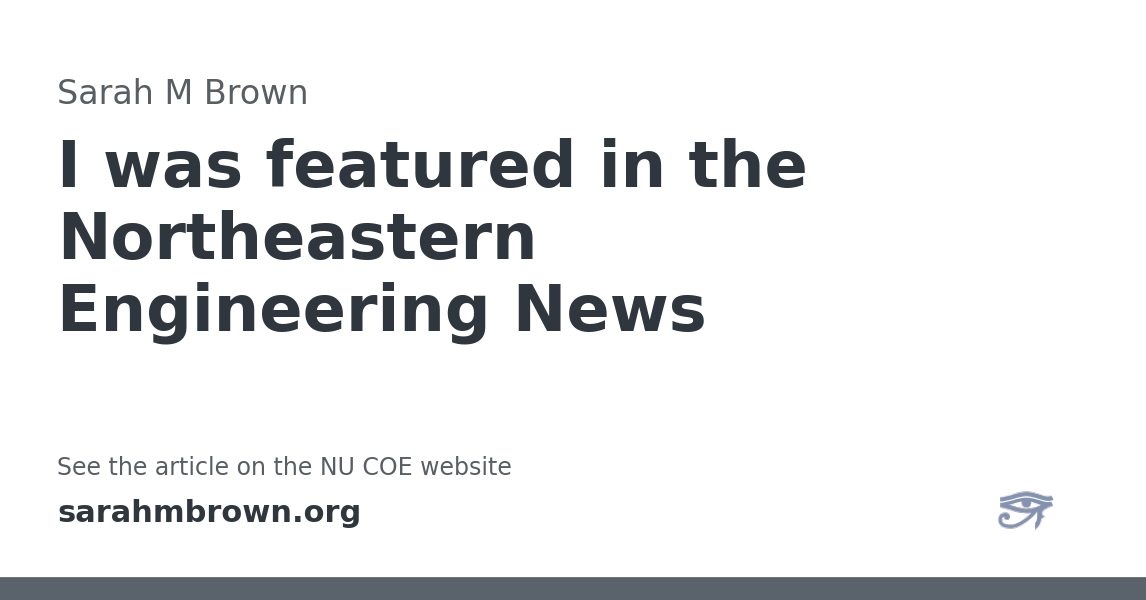 Sarah M Brown
I was featured in the
Northeastern
Engineering News
See the article on the NU COE website
sarahmbrown.org